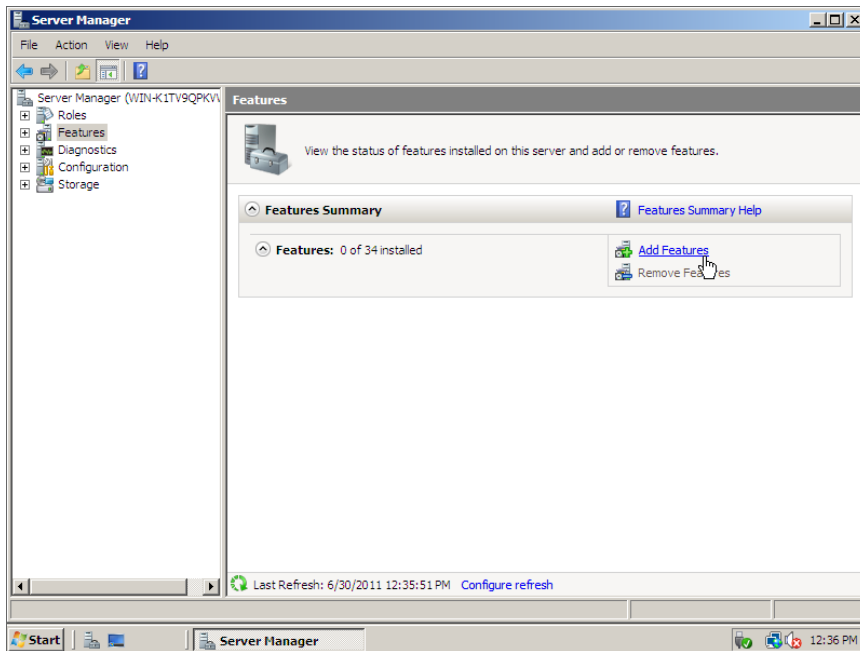 Server Manager
File Action View Help
Server Manager (WIN-K1TV9QPKV
Roles
Features
Diagnostics
Configuration
Storage
Features
View the status of features installed on this server and add or remove features.
Features Summary
Features Summary Help
Features: 0 of 34 installed
Add Features
Remove Features
Last Refresh: 6/30/2011 12:35:51 PM Configure refresh
Start
Server Manager
12:36 PM